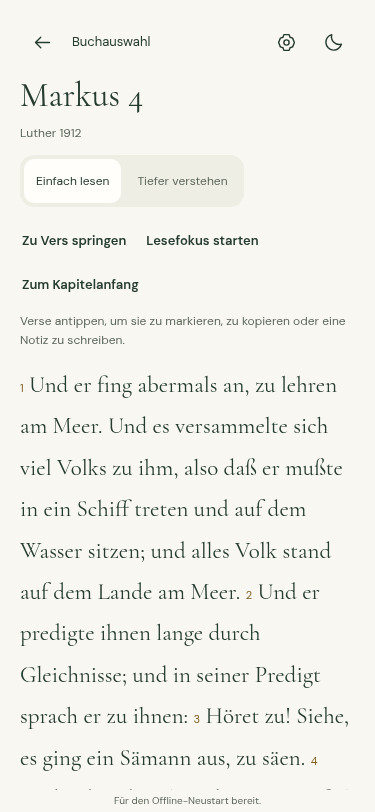 Buchauswahl
Markus 4
Luther 1912
Einfach lesen
Tiefer verstehen
Zu Vers springen
Lesefokus starten
Zum Kapitelanfang
Verse antippen, um sie zu markieren, zu kopieren oder eine
Notiz zu schreiben.
1 Und er fing abermals an, zu lehren
am Meer. Und es versammelte sich
viel Volks zu ihm, also daß er mußte
in ein Schiff treten und auf dem
Wasser sitzen; und alles Volk stand
auf dem Lande am Meer. 2 Und er
predigte ihnen lange durch
Gleichnisse; und in seiner Predigt
sprach er zu ihnen: 3 Höret zu! Siehe,
es ging ein Sämann aus, zu säen. 4
Für den Offline-Neustart bereit.